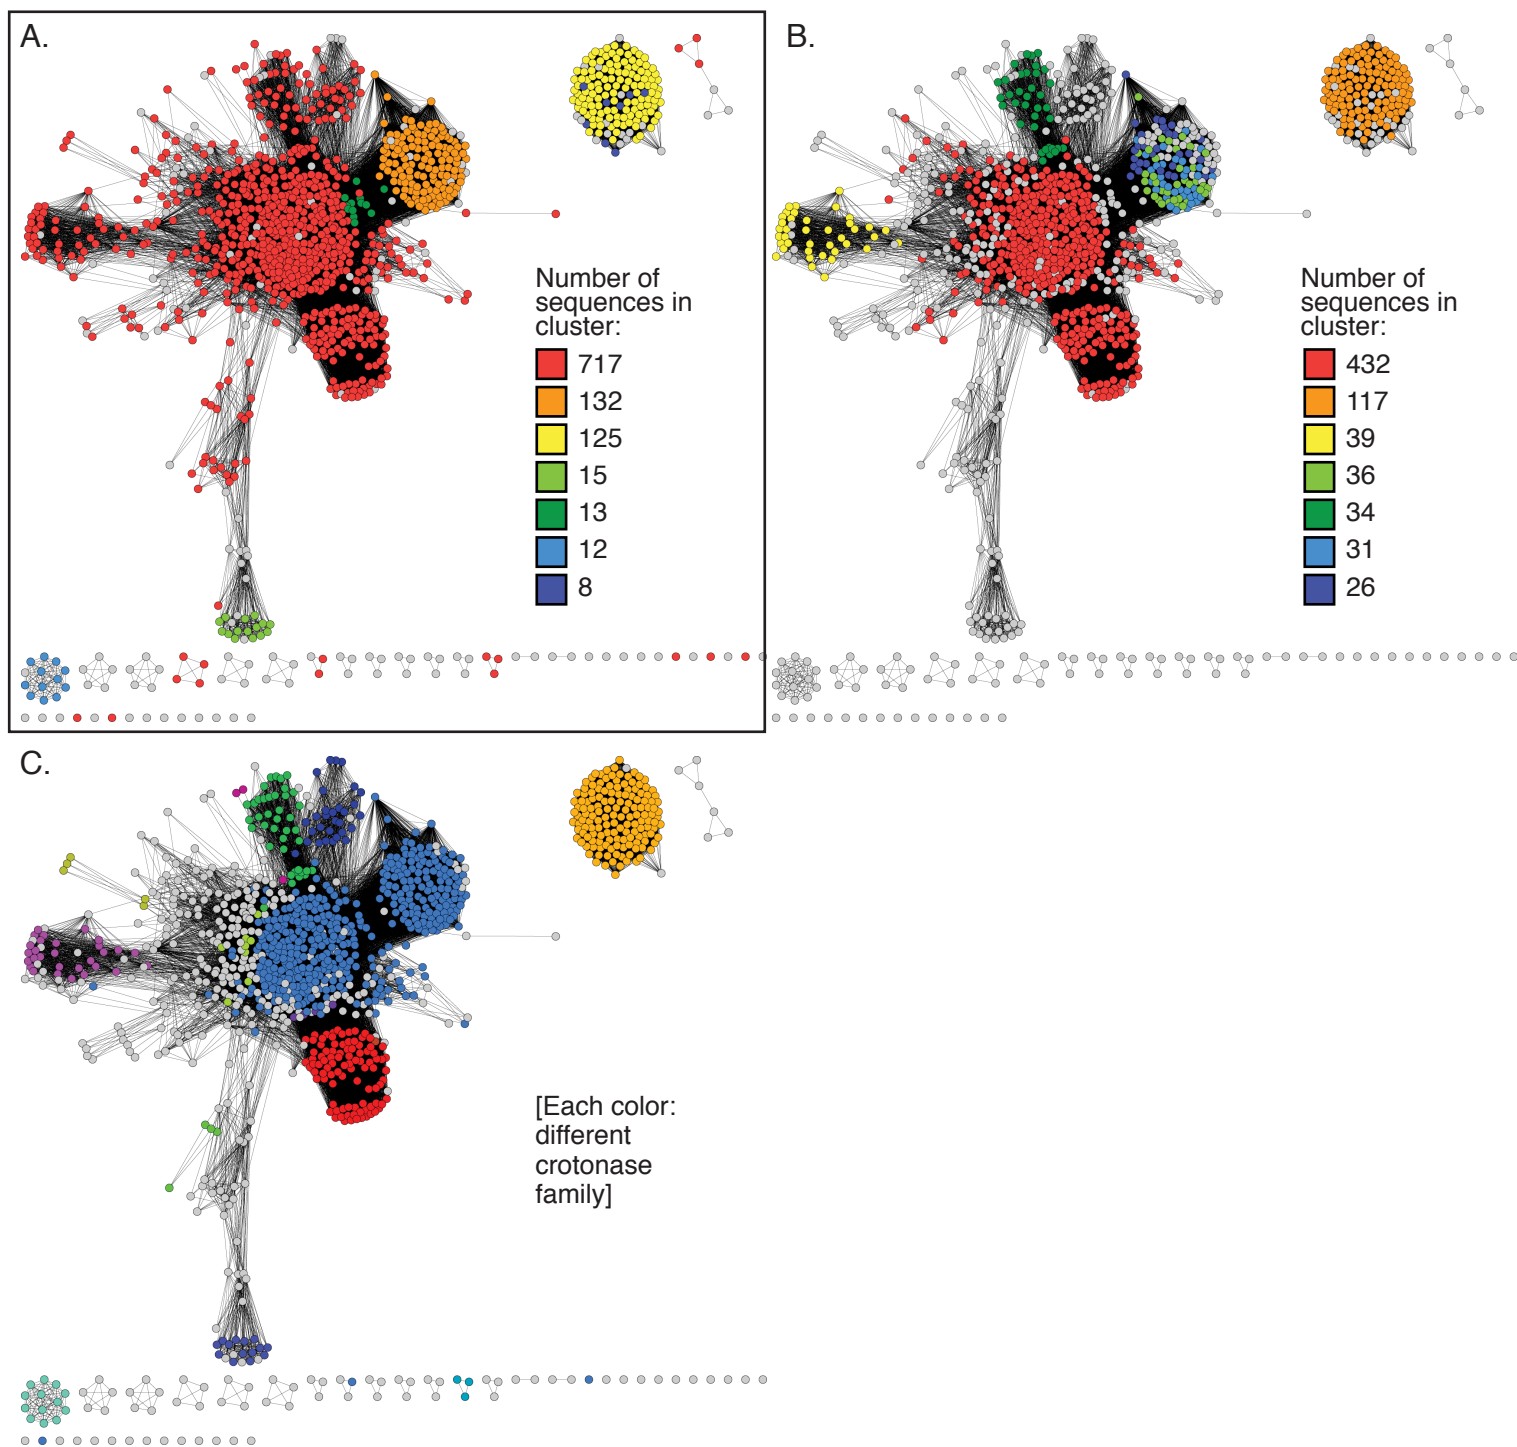 A.
Number of
sequences in
cluster:
717
132
125
15
13
12
8
B.
Number of
sequences in
cluster:
432
117
39
36
34
31
26
C.
[Each color:
different
crotonase
family]